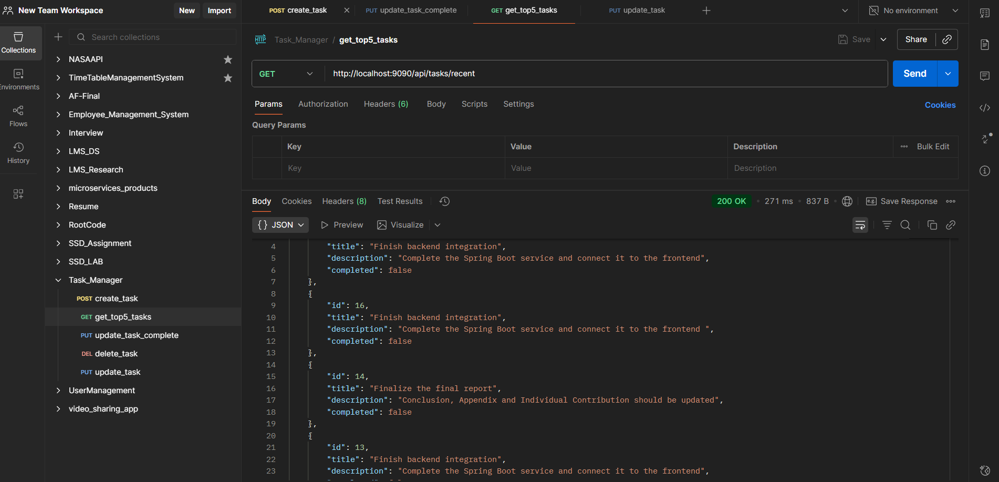 New Team Workspace
New
Import
POST create_task
PUT update_task_complete
GET get_top5_tasks
PUT update_task
No environment
Collections
Environments
Flows
History
Search collections
NASAAPI
TimeTableManagementSystem
AF-Final
Employee_Management_System
Interview
LMS_DS
LMS_Research
microservices_products
Resume
RootCode
SSD_Assignment
SSD_LAB
Task_Manager
POST create_task
GET get_top5_tasks
PUT update_task_complete
DEL delete_task
PUT update_task
UserManagement
video_sharing_app
HTTP Task_Manager / get_top5_tasks
Save
Share
GET http://localhost:9090/api/tasks/recent
Send
Params Authorization Headers (6) Body Scripts Settings
Cookies
Query Params
Key Value Description ••• Bulk Edit
Key Value Description
Body Cookies Headers (8) Test Results
200 OK • 271 ms • 837 B • e.g. Save Response •••
{} JSON Preview Visualize
4 "title": "Finish backend integration",
5 "description": "Complete the Spring Boot service and connect it to the frontend",
6 "completed": false
7 },
8 {
9 "id": 16,
10 "title": "Finish backend integration",
11 "description": "Complete the Spring Boot service and connect it to the frontend ",
12 "completed": false
13 },
14 {
15 "id": 14,
16 "title": "Finalize the final report",
17 "description": "Conclusion, Appendix and Individual Contribution should be updated",
18 "completed": false
19 },
20 {
21 "id": 13,
22 "title": "Finish backend integration",
23 "description": "Complete the Spring Boot service and connect it to the frontend",